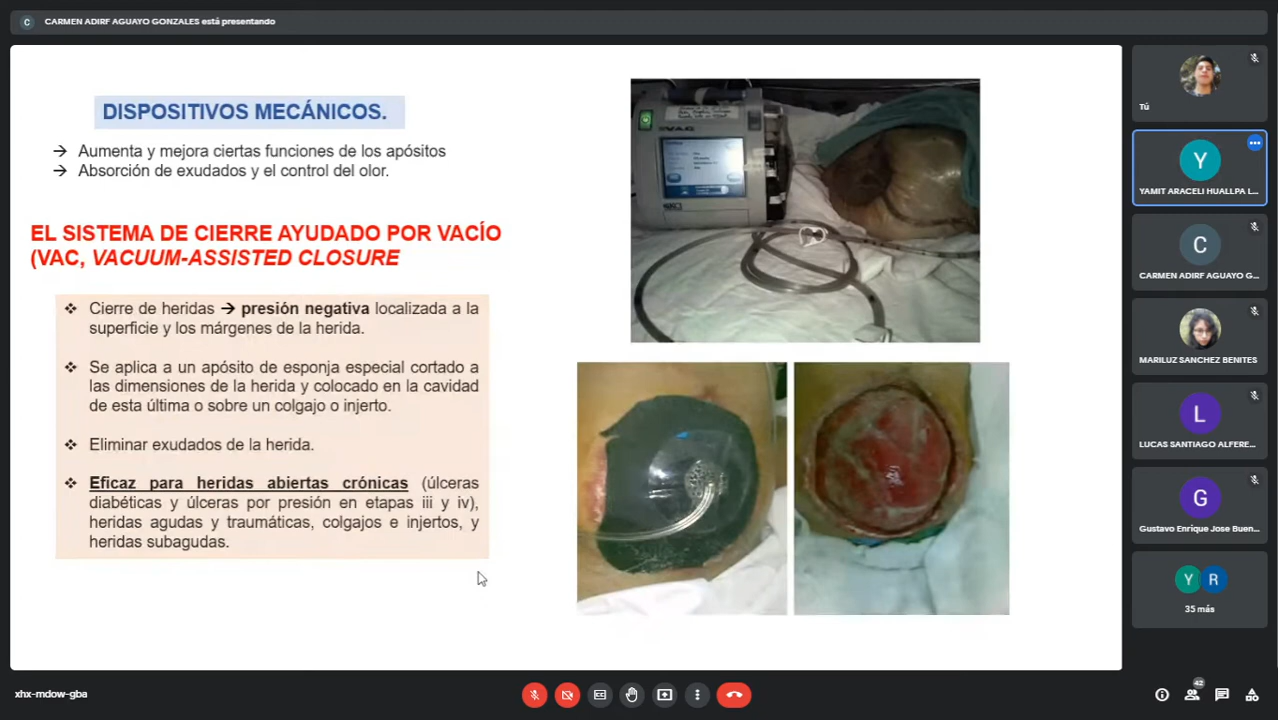 CARMEN ADIRF AGUAYO GONZALES está presentando
C
DISPOSITIVOS MECÁNICOS.
→ Aumenta y mejora ciertas funciones de los apósitos
→ Absorción de exudados y el control del olor.
EL SISTEMA DE CIERRE AYUDADO POR VACÍO
(VAC, VACUUM-ASSISTED CLOSURE
❖ Cierre de heridas → presión negativa localizada a la
superficie y los márgenes de la herida.
❖ Se aplica a un apósito de esponja especial cortado a
las dimensiones de la herida y colocado en la cavidad
de esta última o sobre un colgajo o injerto.
❖ Eliminar exudados de la herida.
❖ Eficaz para heridas abiertas crónicas (úlceras
diabéticas y úlceras por presión en etapas iii y iv),
heridas agudas y traumáticas, colgajos e injertos, y
heridas subagudas.
V.A.C
Tú
Y
YAMIT ARACELI HUALLPA L...
C
CARMEN ADIRF AGUAYO G...
MARILUZ SANCHEZ BENITES
L
LUCAS SANTIAGO ALFERE...
G
Gustavo Enrique Jose Buen...
Y R
35 más
xhx-mdow-gba
42